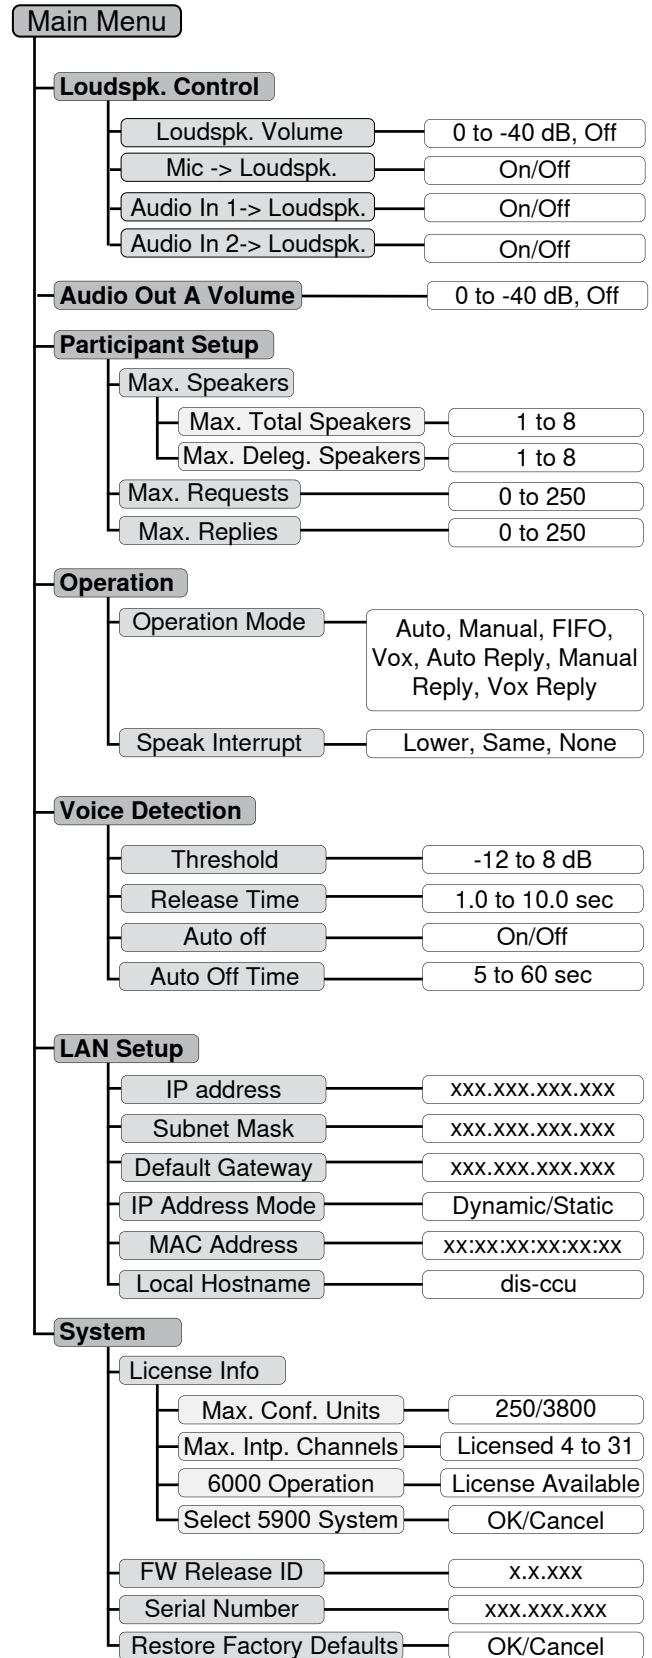 Main Menu
Loudspk. Control
Loudspk. Volume 0 to -40 dB, Off
Mic -> Loudspk. On/Off
Audio In 1-> Loudspk. On/Off
Audio In 2-> Loudspk. On/Off
Audio Out A Volume 0 to -40 dB, Off
Participant Setup
Max. Speakers
Max. Total Speakers 1 to 8
Max. Deleg. Speakers 1 to 8
Max. Requests 0 to 250
Max. Replies 0 to 250
Operation
Operation Mode
Auto, Manual, FIFO,
Vox, Auto Reply, Manual
Reply, Vox Reply
Speak Interrupt Lower, Same, None
Voice Detection
Threshold -12 to 8 dB
Release Time 1.0 to 10.0 sec
Auto off On/Off
Auto Off Time 5 to 60 sec
LAN Setup
IP address xxx.xxx.xxx.xxx
Subnet Mask xxx.xxx.xxx.xxx
Default Gateway xxx.xxx.xxx.xxx
IP Address Mode Dynamic/Static
MAC Address xx:xx:xx:xx:xx:xx
Local Hostname dis-ccu
System
License Info
Max. Conf. Units 250/3800
Max. Intp. Channels Licensed 4 to 31
6000 Operation License Available
Select 5900 System OK/Cancel
FW Release ID x.x.xxx
Serial Number xxx.xxx.xxx
Restore Factory Defaults OK/Cancel